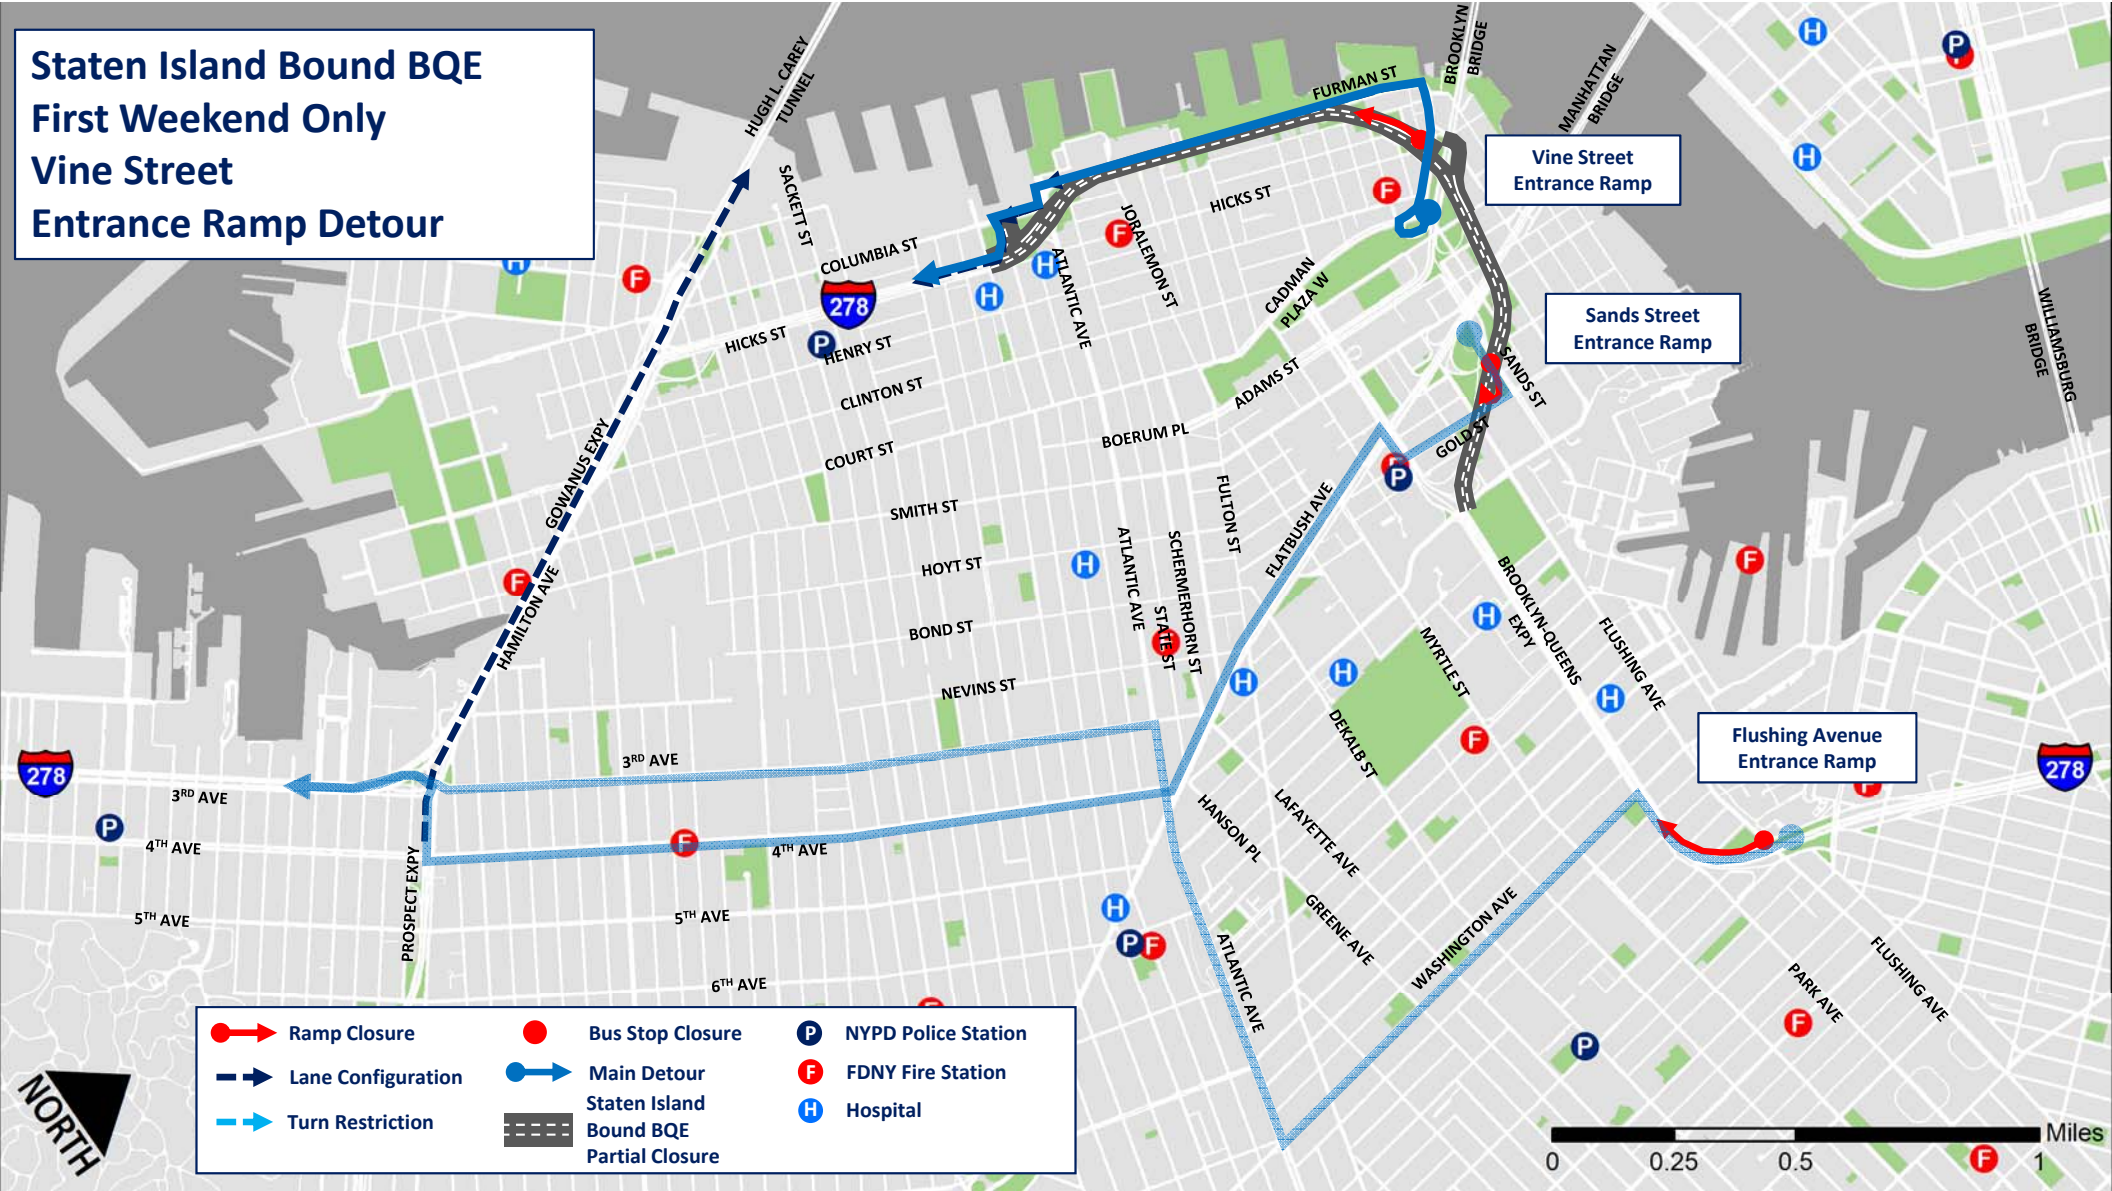 Staten Island Bound BQE
First Weekend Only
Vine Street
Entrance Ramp Detour
HUGH L. CAREY
TUNNEL
BROOKLYN
BRIDGE
MANHATTAN
BRIDGE
WILLIAMSBURG
BRIDGE
Vine Street
Entrance Ramp
Sands Street
Entrance Ramp
Flushing Avenue
Entrance Ramp
FURMAN ST
SACKETT ST
COLUMBIA ST
HICKS ST
JORALEMON ST
ATLANTIC AVE
CADMAN
PLAZA W
278
HICKS ST
HENRY ST
CLINTON ST
COURT ST
BOERUM PL
ADAMS ST
SANDS ST
GOLD ST
GOWANUS EXPY
HAMILTON AVE
SMITH ST
HOYT ST
BOND ST
NEVINS ST
FULTON ST
SCHERMERHORN ST
STATE ST
ATLANTIC AVE
FLATBUSH AVE
BROOKLYN-QUEENS
EXPY
FLUSHING AVE
MYRTLE ST
DEKALB ST
LAFAYETTE AVE
HANSON PL
GREENE AVE
WASHINGTON AVE
ATLANTIC AVE
PARK AVE
FLUSHING AVE
278
278
3RD AVE
3RD AVE
4TH AVE
4TH AVE
5TH AVE
5TH AVE
6TH AVE
PROSPECT EXPY
P
P
P
P
P
P
F
F
F
F
F
F
F
F
F
F
F
F
H
H
H
H
H
H
H
H
H
H
Ramp Closure
Lane Configuration
Turn Restriction
Bus Stop Closure
Main Detour
Staten Island
Bound BQE
Partial Closure
P NYPD Police Station
F FDNY Fire Station
H Hospital
NORTH
Miles
0 0.25 0.5 1